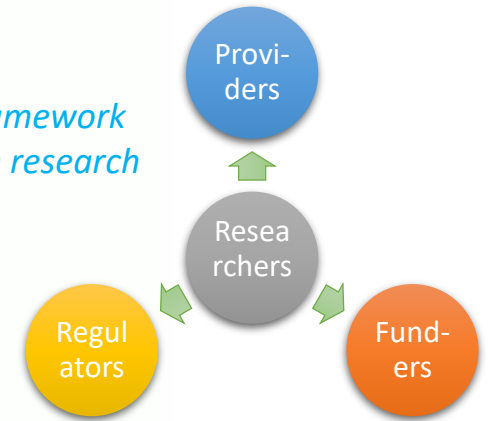 Provi-
ders
amework
research
Resea
rchers
Regul
ators
Fund-
ers